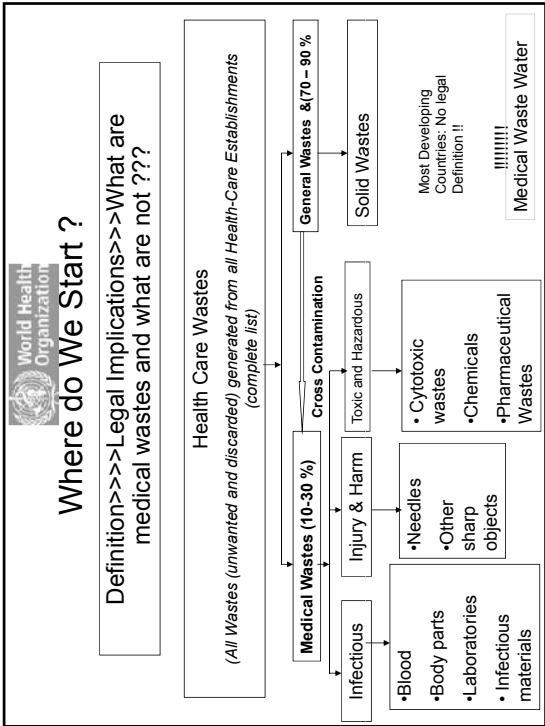 World Health
Organization
Where do We Start ?
Definition>>>>Legal Implications>>>What are
medical wastes and what are not ???
Health Care Wastes
(All Wastes (unwanted and discarded) generated from all Health-Care Establishments
(complete list)
Medical Wastes (10-30 %)
Cross Contamination
General Wastes &(70 – 90 %
Infectious
Injury & Harm
Toxic and Hazardous
Solid Wastes
•Blood
•Body parts
•Laboratories
• Infectious
materials
•Needles
•Other
sharp
objects
• Cytotoxic
wastes
•Chemicals
•Pharmaceutical
Wastes
Most Developing
Countries: No legal
Definition !!
!!!!!!!!!
Medical Waste Water